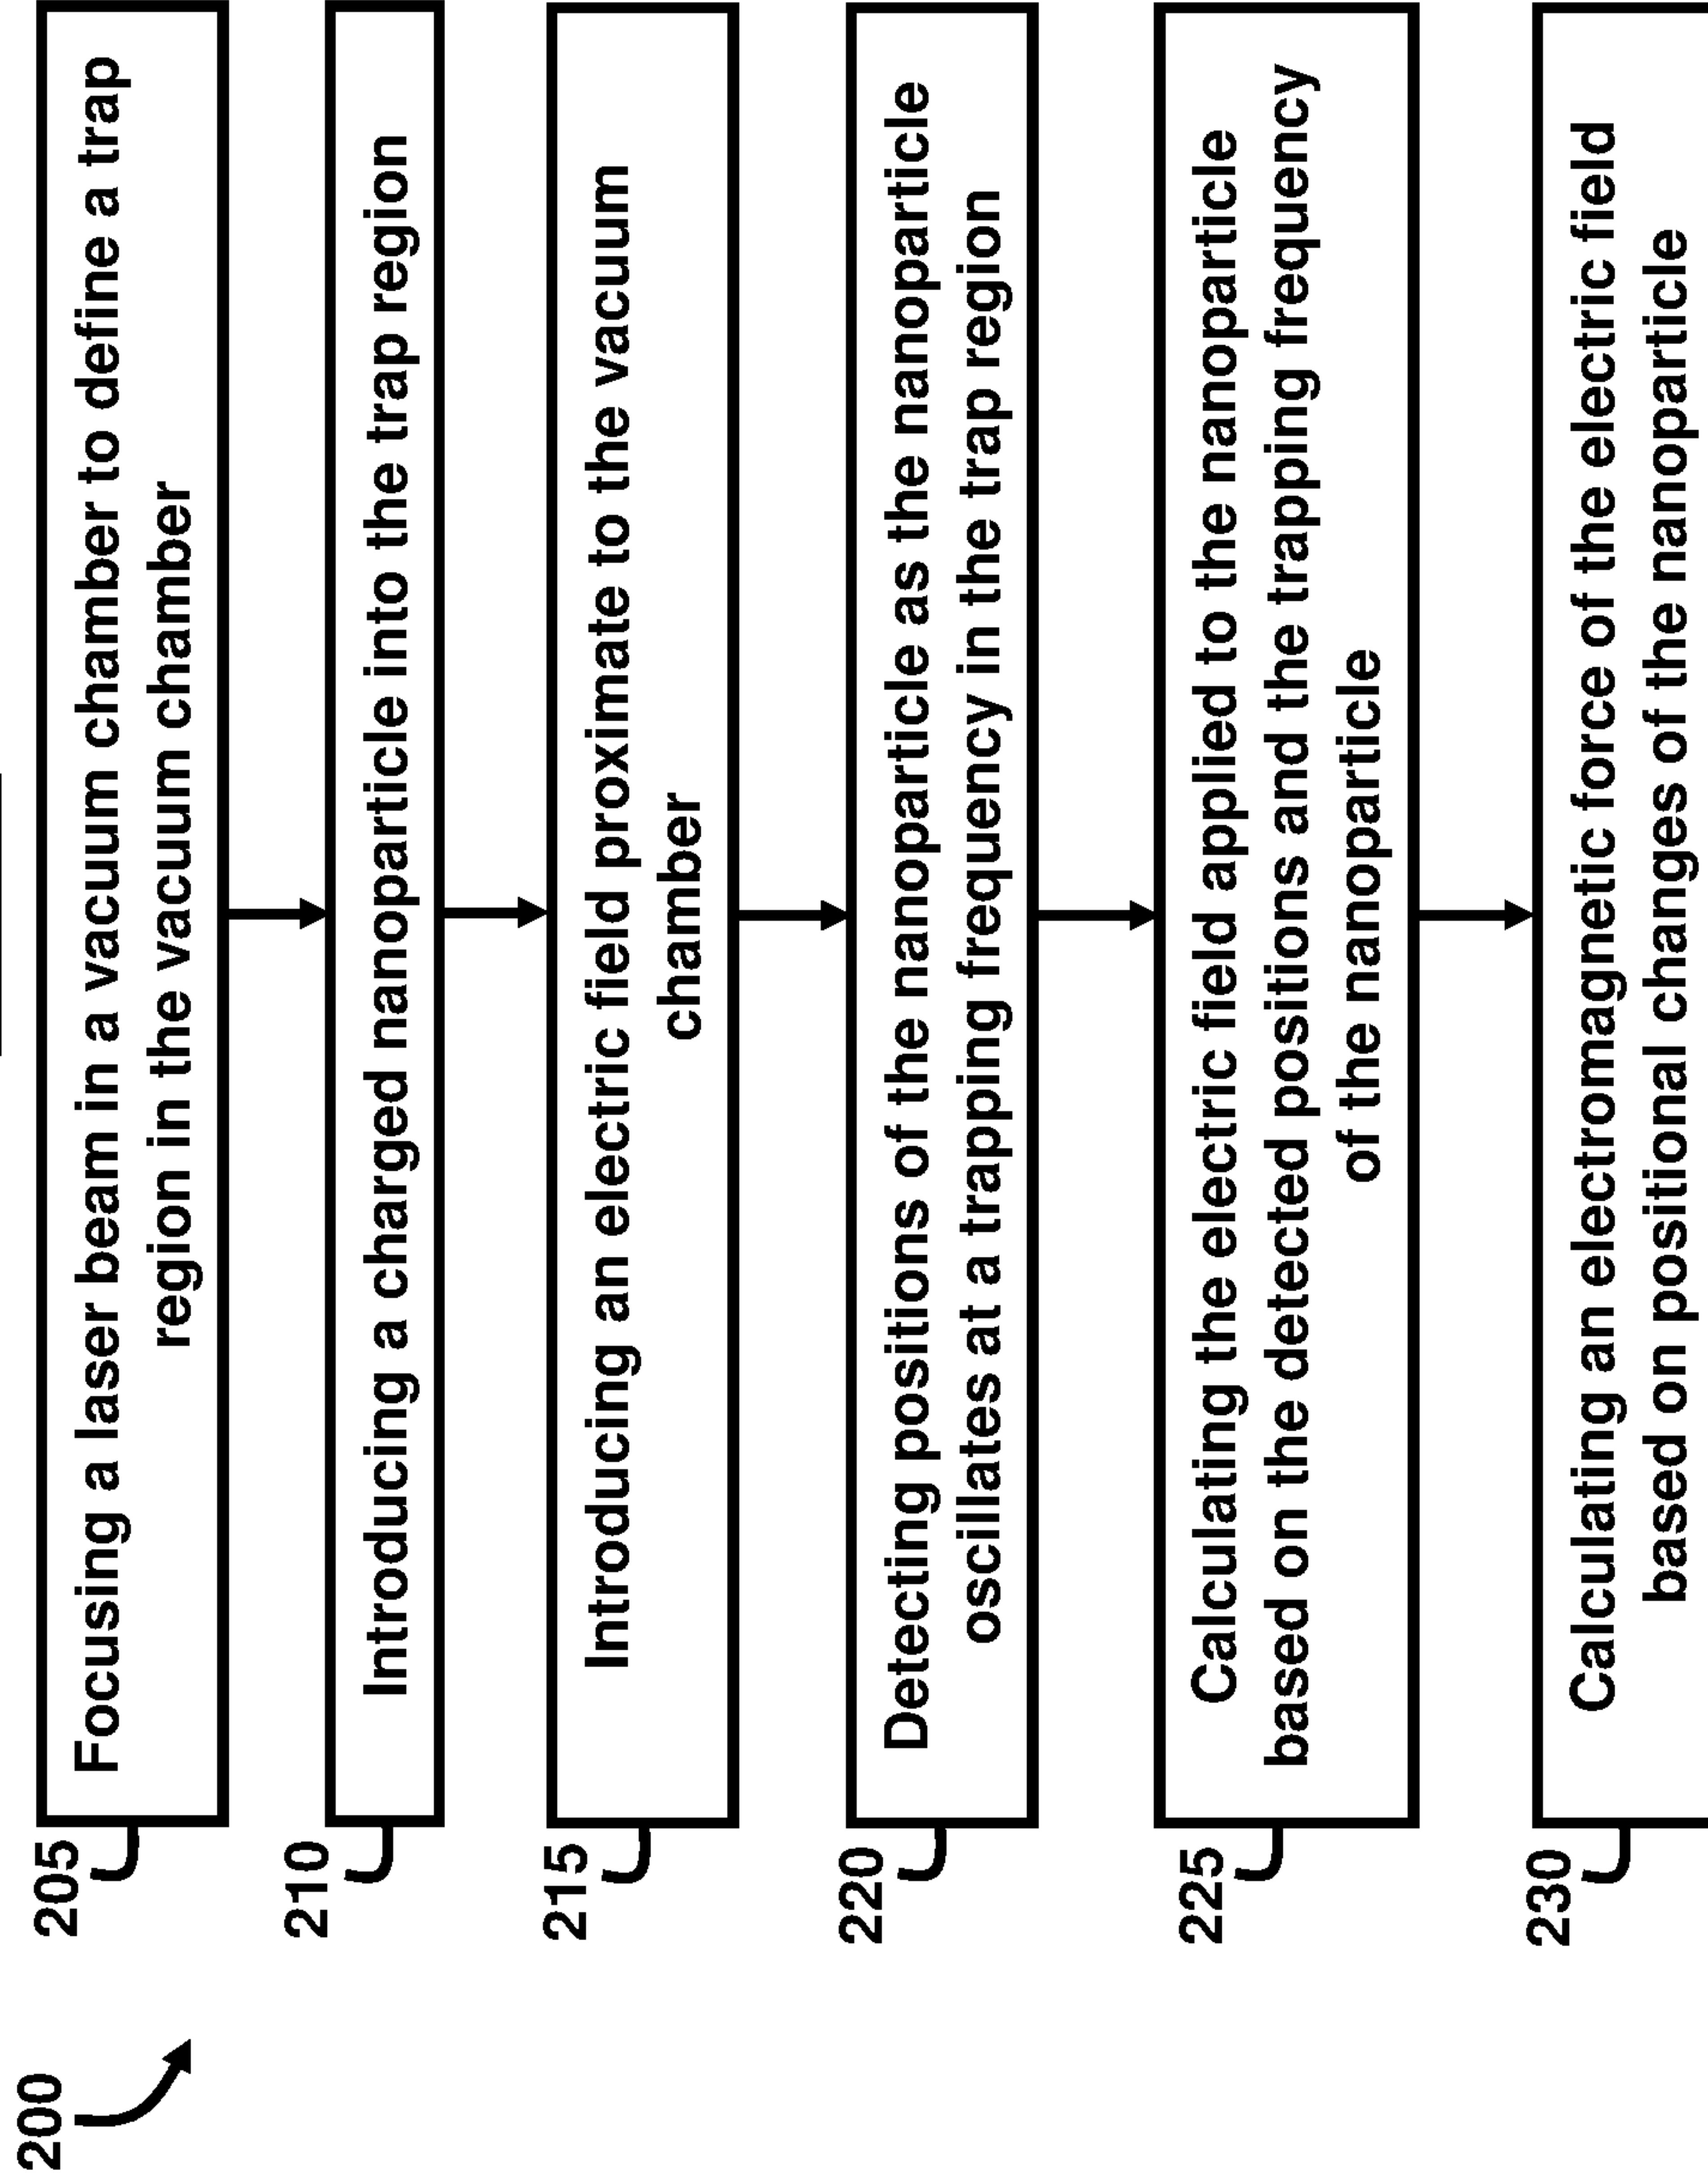 200
205
Focusing a laser beam in a vacuum chamber to define a trap
region in the vacuum chamber
210
Introducing a charged nanoparticle into the trap region
215
Introducing an electric field proximate to the vacuum
chamber
220
Detecting positions of the nanoparticle as the nanoparticle
oscillates at a trapping frequency in the trap region
225
Calculating the electric field applied to the nanoparticle
based on the detected positions and the trapping frequency
of the nanoparticle
230
Calculating an electromagnetic force of the electric field
based on positional changes of the nanoparticle